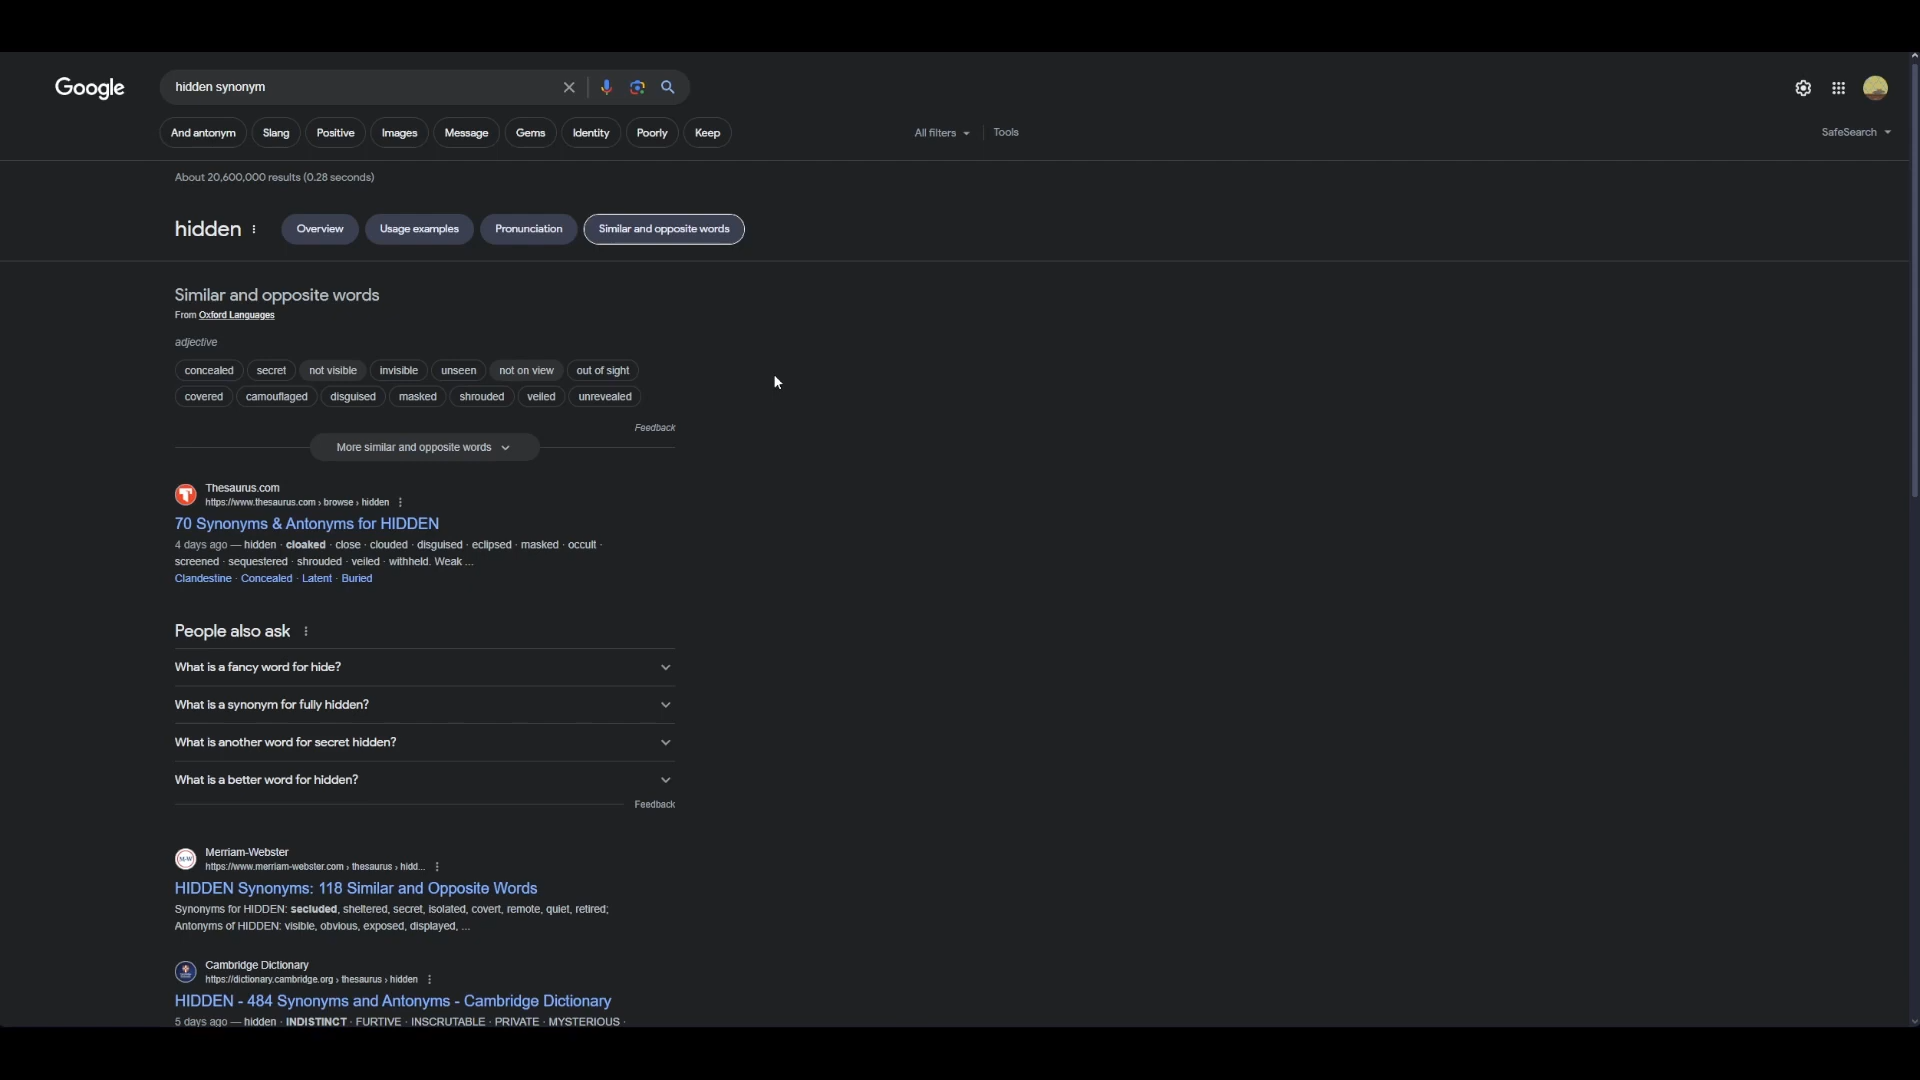 Google
hidden synonym
And antonym Slang Positive Images Message Gems Identity Poorly Keep All filters Tools SafeSearch
About 20,600,000 results (0.28 seconds)
hidden Overview Usage examples Pronunciation Similar and opposite words
Similar and opposite words
From Oxford Languages
adjective
concealed secret not visible invisible unseen not on view out of sight
covered camouflaged disguised masked shrouded veiled unrevealed
Feedback
More similar and opposite words
Thesaurus.com
https://www.thesaurus.com › browse › hidden
70 Synonyms & Antonyms for HIDDEN
4 days ago — hidden · cloaked · close · clouded · disguised · eclipsed · masked · occult ·
screened · sequestered · shrouded · veiled · withheld. Weak ...
Clandestine · Concealed · Latent · Buried
People also ask
What is a fancy word for hide?
What is a synonym for fully hidden?
What is another word for secret hidden?
What is a better word for hidden?
Feedback
M-W
Merriam-Webster
https://www.merriam-webster.com › thesaurus › hidd...
HIDDEN Synonyms: 118 Similar and Opposite Words
Synonyms for HIDDEN: secluded, sheltered, secret, isolated, covert, remote, quiet, retired;
Antonyms of HIDDEN: visible, obvious, exposed, displayed, ...
Cambridge Dictionary
https://dictionary.cambridge.org › thesaurus › hidden
HIDDEN - 484 Synonyms and Antonyms - Cambridge Dictionary
5 days ago — hidden · INDISTINCT · FURTIVE · INSCRUTABLE · PRIVATE · MYSTERIOUS ·